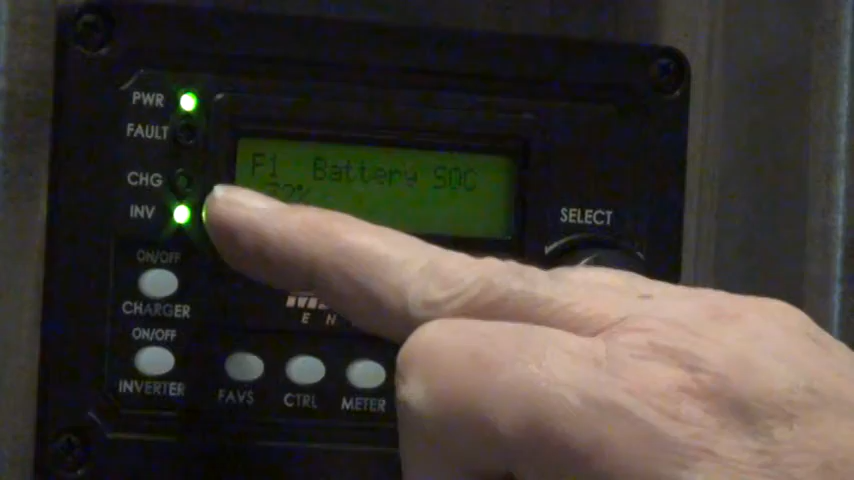 PWR
FAULT
CHG
INV
F1 Battery SOC
SELECT
ON/OFF
CHARGER
ON/OFF
INVERTER
FAVS
CTRL
METER